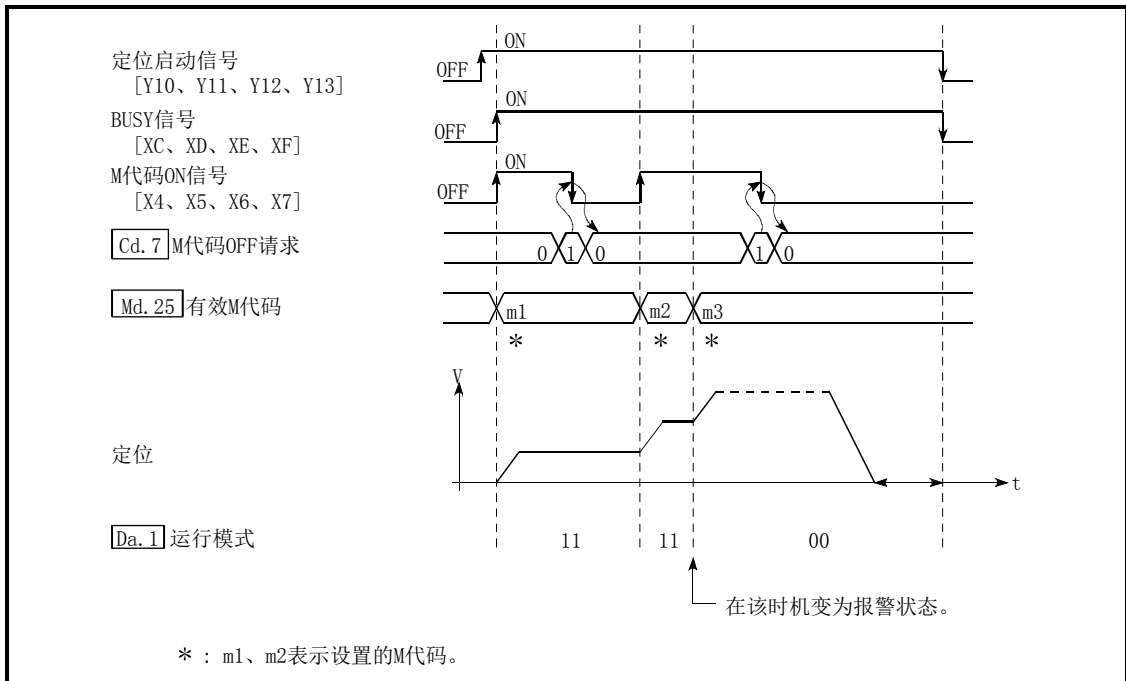 定位启动信号
[Y10、Y11、Y12、Y13]
OFF
ON
BUSY信号
[XC、XD、XE、XF]
OFF
ON
M代码ON信号
[X4、X5、X6、X7]
OFF
ON
Cd.7 M代码OFF请求
0 1 0 1 0
Md.25 有效M代码
m1 m2 m3
* * *
V
定位
t
Da.1 运行模式
11 11 00
在该时机变为报警状态。
* : m1、m2表示设置的M代码。